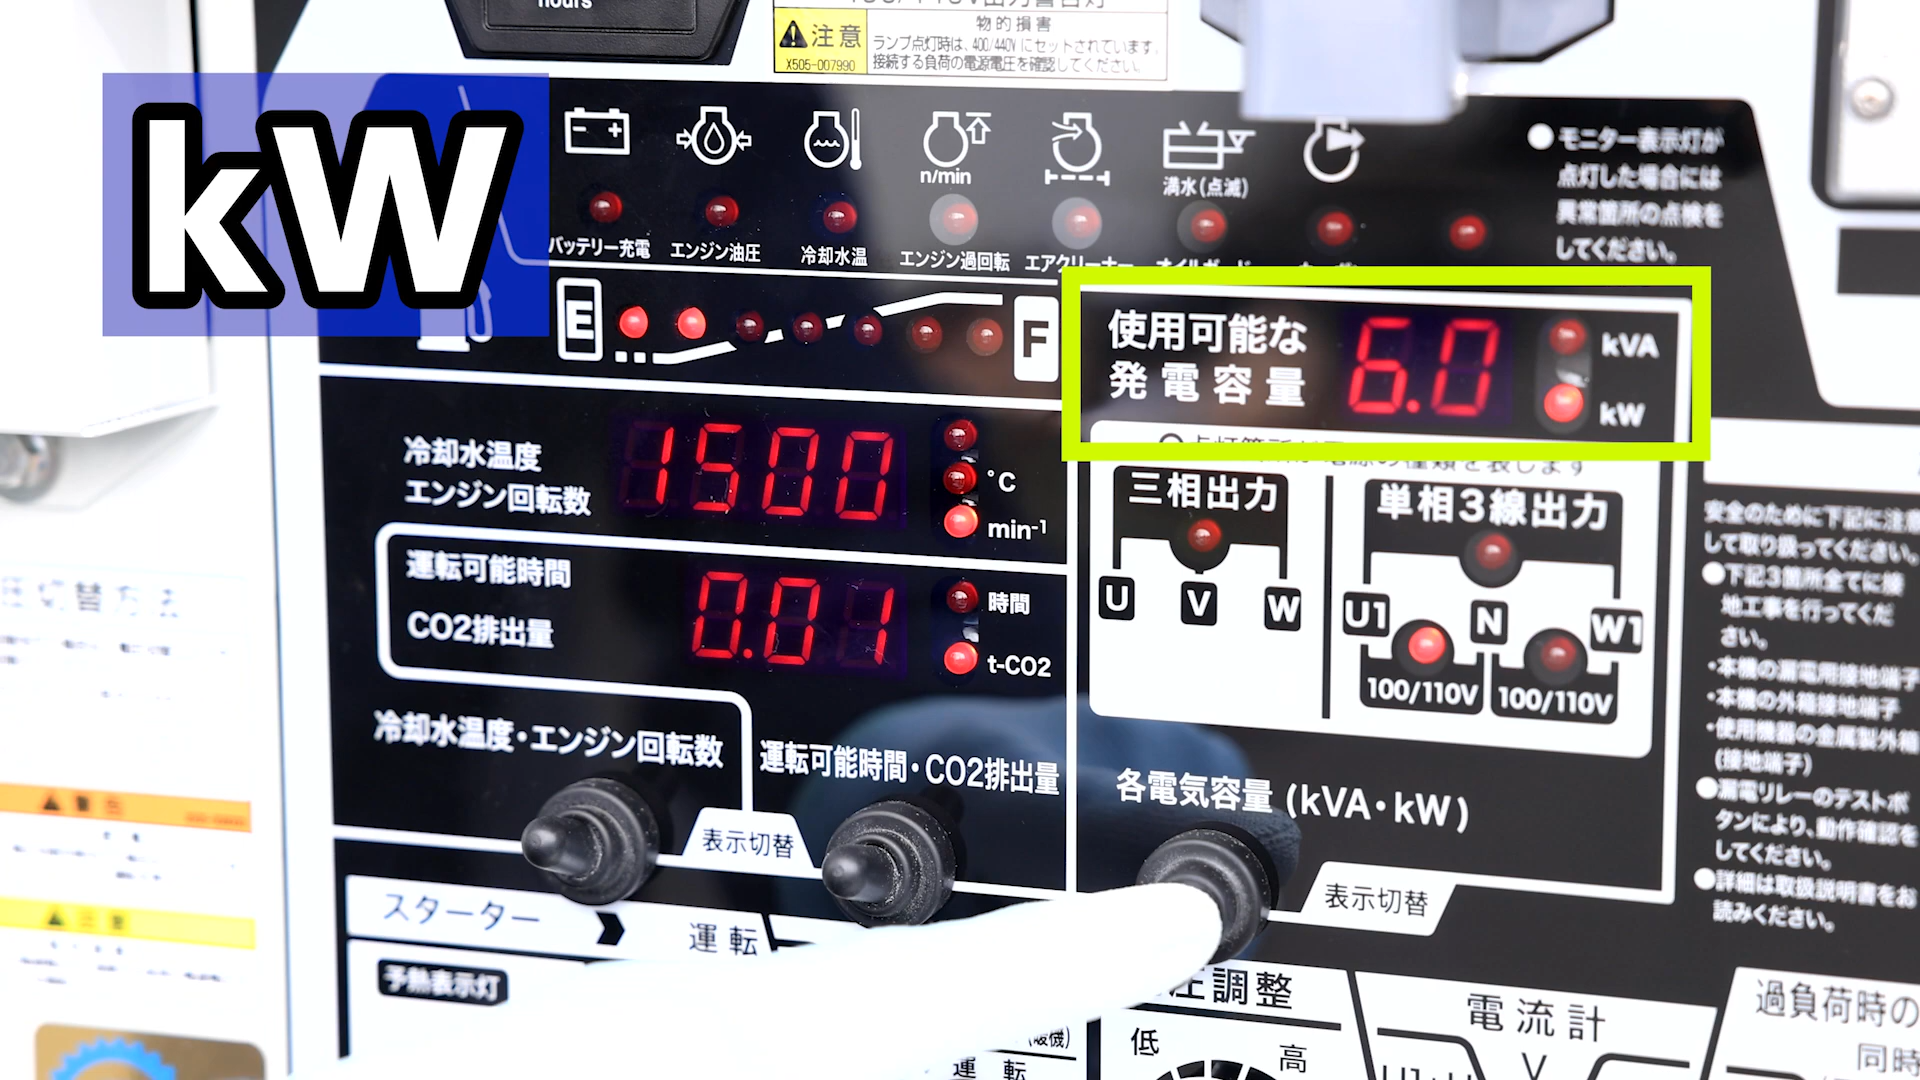 hours
注意
X505-007990
物的損害
ランプ点灯時は、400/440V にセットされています。
接続する負荷の電源電圧を確認してください。
kW
n/min
満水(点滅)
バッテリー充電
エンジン油圧
冷却水温
エンジン過回転
エアクリーナー
オイルガード
●モニター表示灯が
点灯した場合には
異常箇所の点検を
してください。
E
F
使用可能な
発電容量
6.0
kVA
kW
冷却水温度
エンジン回転数
1500
°C
min-1
運転可能時間
CO2排出量
0.01
時間
t-CO2
三相出力
U
V
W
単相3線出力
U1
N
W1
100/110V
100/110V
安全のために下記に注意
して取り扱ってください。
●下記3箇所全てに接
地工事を行ってくだ
さい。
・本機の漏電用接地端子
・本機の外箱接地端子
・使用機器の金属製外箱
(接地端子)
●漏電リレーのテストボ
タンにより、動作確認を
してください。
●詳細は取扱説明書をお
読みください。
冷却水温度・エンジン回転数
運転可能時間・CO2排出量
各電気容量 (kVA・kW)
表示切替
表示切替
スターター
運転
予熱表示灯
圧調整
低
高
運転
電流計
V
過負荷時の
同時